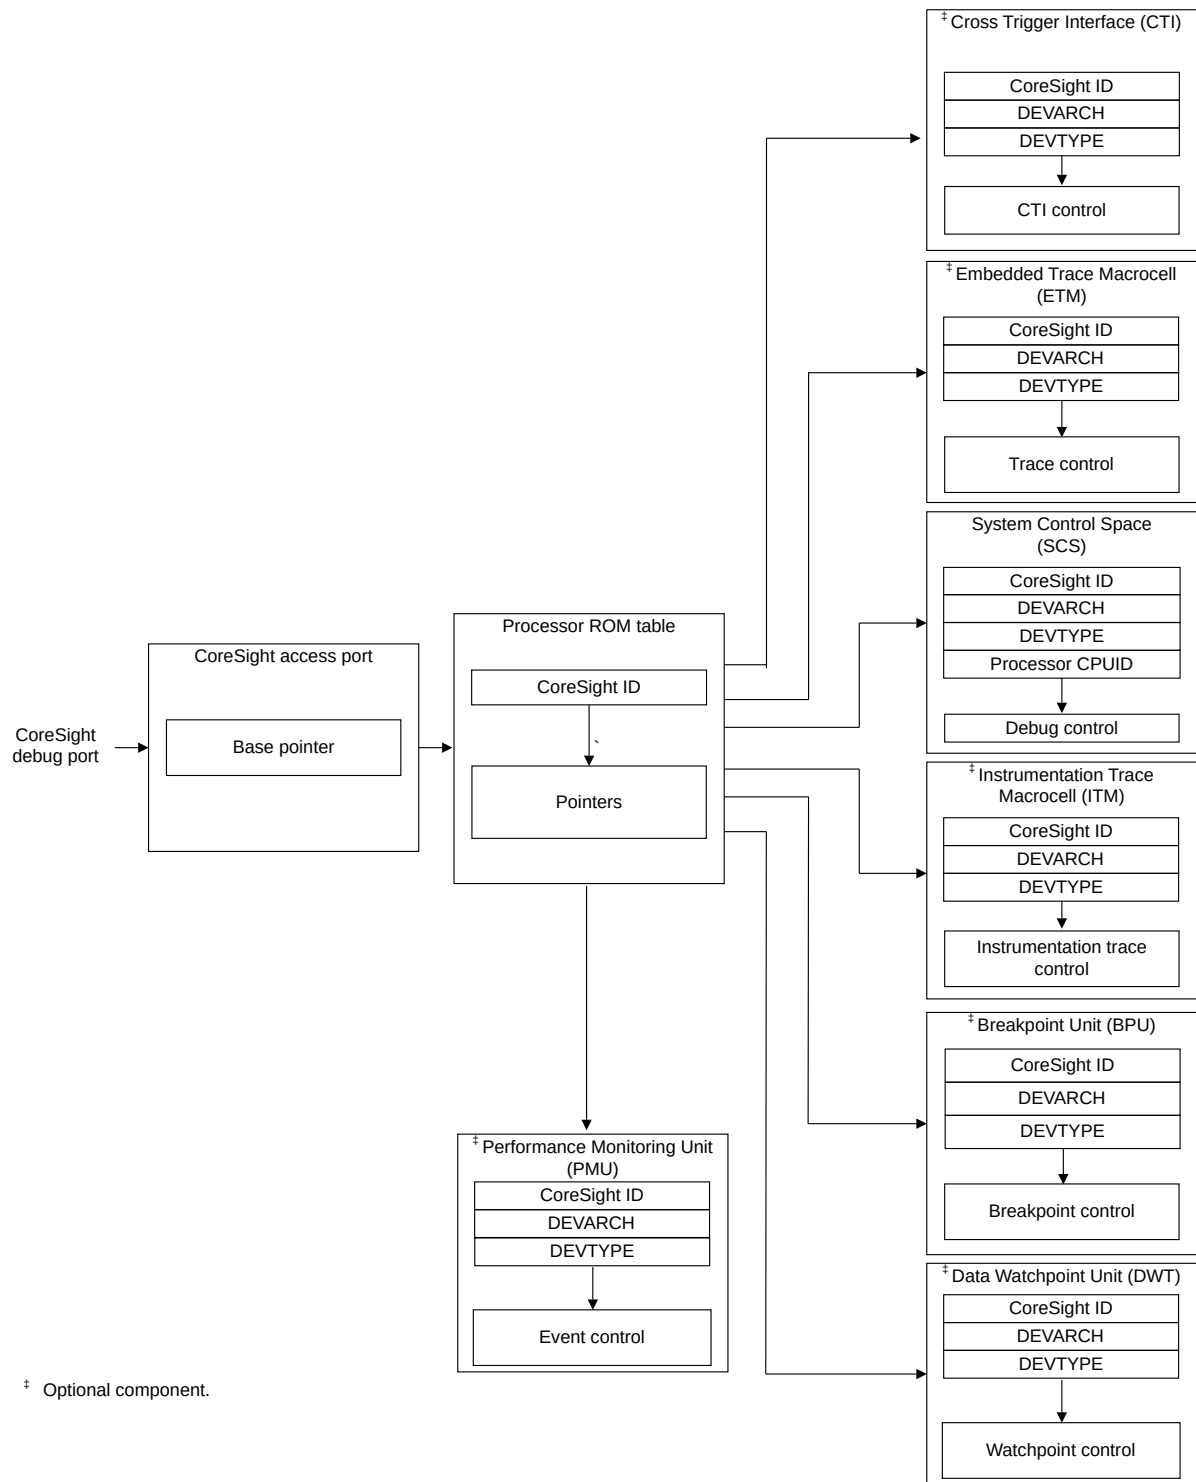 ‡ Cross Trigger Interface (CTI)
CoreSight ID
DEVARCH
DEVTYPE
CTI control
‡ Embedded Trace Macrocell
(ETM)
CoreSight ID
DEVARCH
DEVTYPE
Trace control
System Control Space
(SCS)
CoreSight ID
DEVARCH
DEVTYPE
Processor CPUID
Debug control
Processor ROM table
CoreSight ID
`
Pointers
CoreSight access port
Base pointer
CoreSight
debug port
‡ Instrumentation Trace
Macrocell (ITM)
CoreSight ID
DEVARCH
DEVTYPE
Instrumentation trace
control
‡ Breakpoint Unit (BPU)
CoreSight ID
DEVARCH
DEVTYPE
Breakpoint control
‡ Performance Monitoring Unit
(PMU)
CoreSight ID
DEVARCH
DEVTYPE
Event control
‡ Data Watchpoint Unit (DWT)
CoreSight ID
DEVARCH
DEVTYPE
Watchpoint control
‡ Optional component.